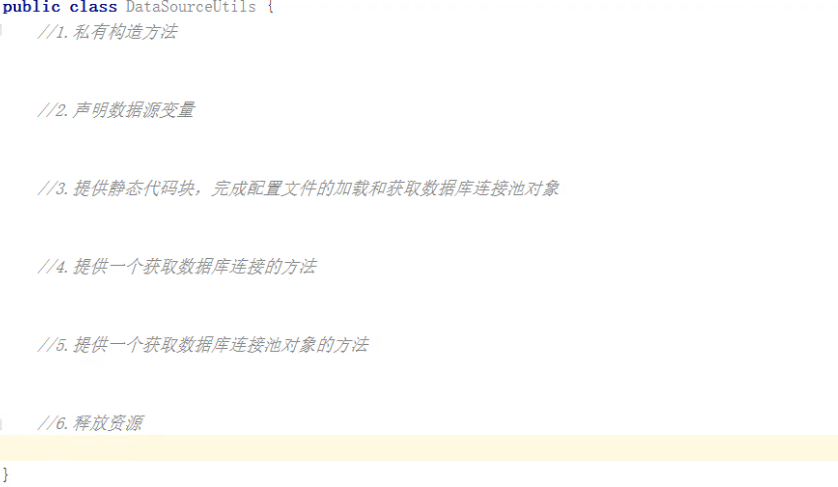 public class DataSourceUtils {
//1.私有构造方法
//2.声明数据源变量
//3.提供静态代码块，完成配置文件的加载和获取数据库连接池对象
//4.提供一个获取数据库连接的方法
//5.提供一个获取数据库连接池对象的方法
//6.释放资源
}